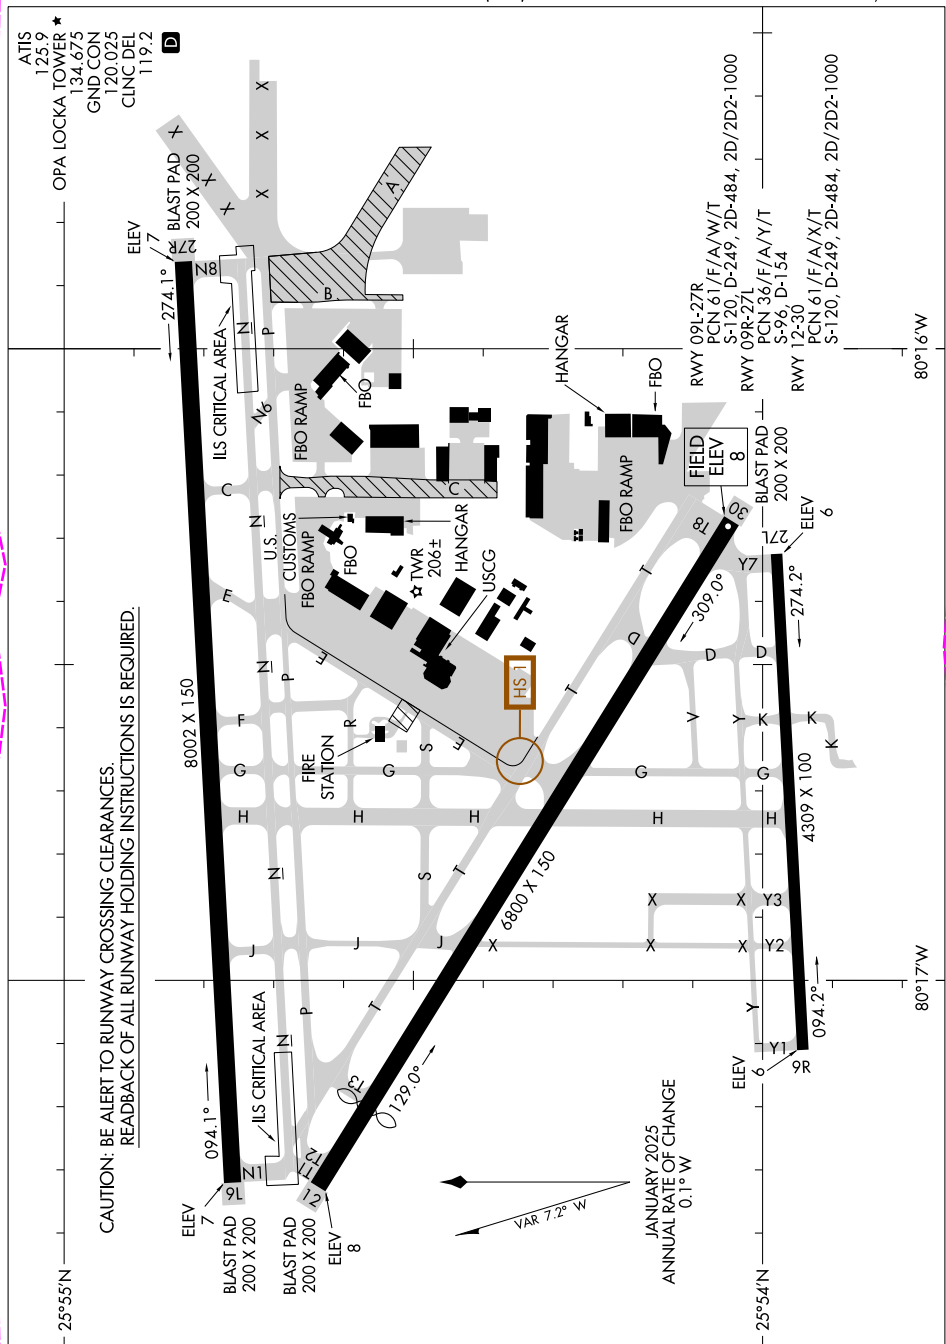 ATIS
125.9
OPA LOCKA TOWER ★
134.675
GND CON
120.025
CLNC DEL
119.2
D
CAUTION: BE ALERT TO RUNWAY CROSSING CLEARANCES.
READBACK OF ALL RUNWAY HOLDING INSTRUCTIONS IS REQUIRED.
25°55'N
25°54'N
80°17'W
80°16'W
ELEV
7
BLAST PAD
200 X 200
9L
094.1°
N1
ILS CRITICAL AREA
8002 X 150
274.1°
27R
ELEV
7
BLAST PAD
200 X 200
N8
X
X
X
X
X
X
ILS CRITICAL AREA
N
N
N
N
N
N6
P
P
P
J
H
G
F
E
C
BLAST PAD
200 X 200
ELEV
8
12
T1
T2
T3
129.0°
6800 X 150
309.0°
30
18
T
T
T
T
J
J
H
H
G
S
S
R
E
E
FIRE
STATION
HS 1
U.S.
CUSTOMS
FBO RAMP
FBO
TWR
206±
HANGAR
USCG
C
FBO RAMP
FBO
B
A
HANGAR
FBO
FBO RAMP
FIELD
ELEV
8
BLAST PAD
200 X 200
RWY 09L-27R
PCN 61/F/A/W/T
S-120, D-249, 2D-484, 2D/2D2-1000
RWY 09R-27L
PCN 36/F/A/Y/T
S-96, D-154
RWY 12-30
PCN 61/F/A/X/T
S-120, D-249, 2D-484, 2D/2D2-1000
X
X
X
X
X
D
D
D
V
G
G
H
H
Y
Y
K
K
K
Y1
Y2
Y3
Y7
ELEV
6
9R
094.2°
4309 X 100
274.2°
27L
ELEV
6
VAR 7.2° W
JANUARY 2025
ANNUAL RATE OF CHANGE
0.1° W